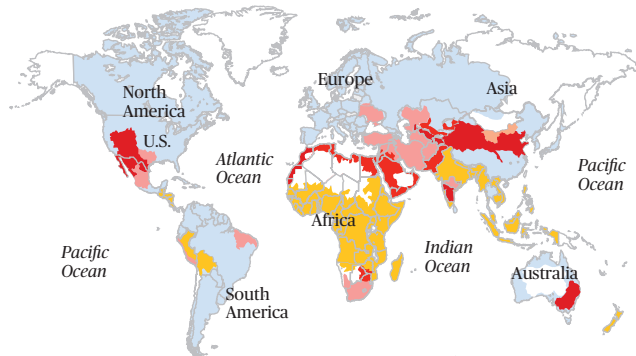 North
America
U.S.
Europe
Asia
Atlantic
Ocean
Pacific
Ocean
Africa
Pacific
Ocean
Indian
Ocean
Australia
South
America